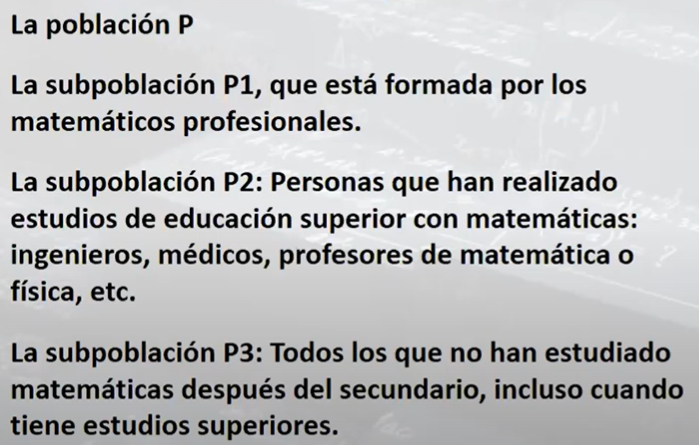 La población P
La subpoblación P1, que está formada por los
matemáticos profesionales.
La subpoblación P2: Personas que han realizado
estudios de educación superior con matemáticas:
ingenieros, médicos, profesores de matemática o
física, etc.
La subpoblación P3: Todos los que no han estudiado
matemáticas después del secundario, incluso cuando
tiene estudios superiores.